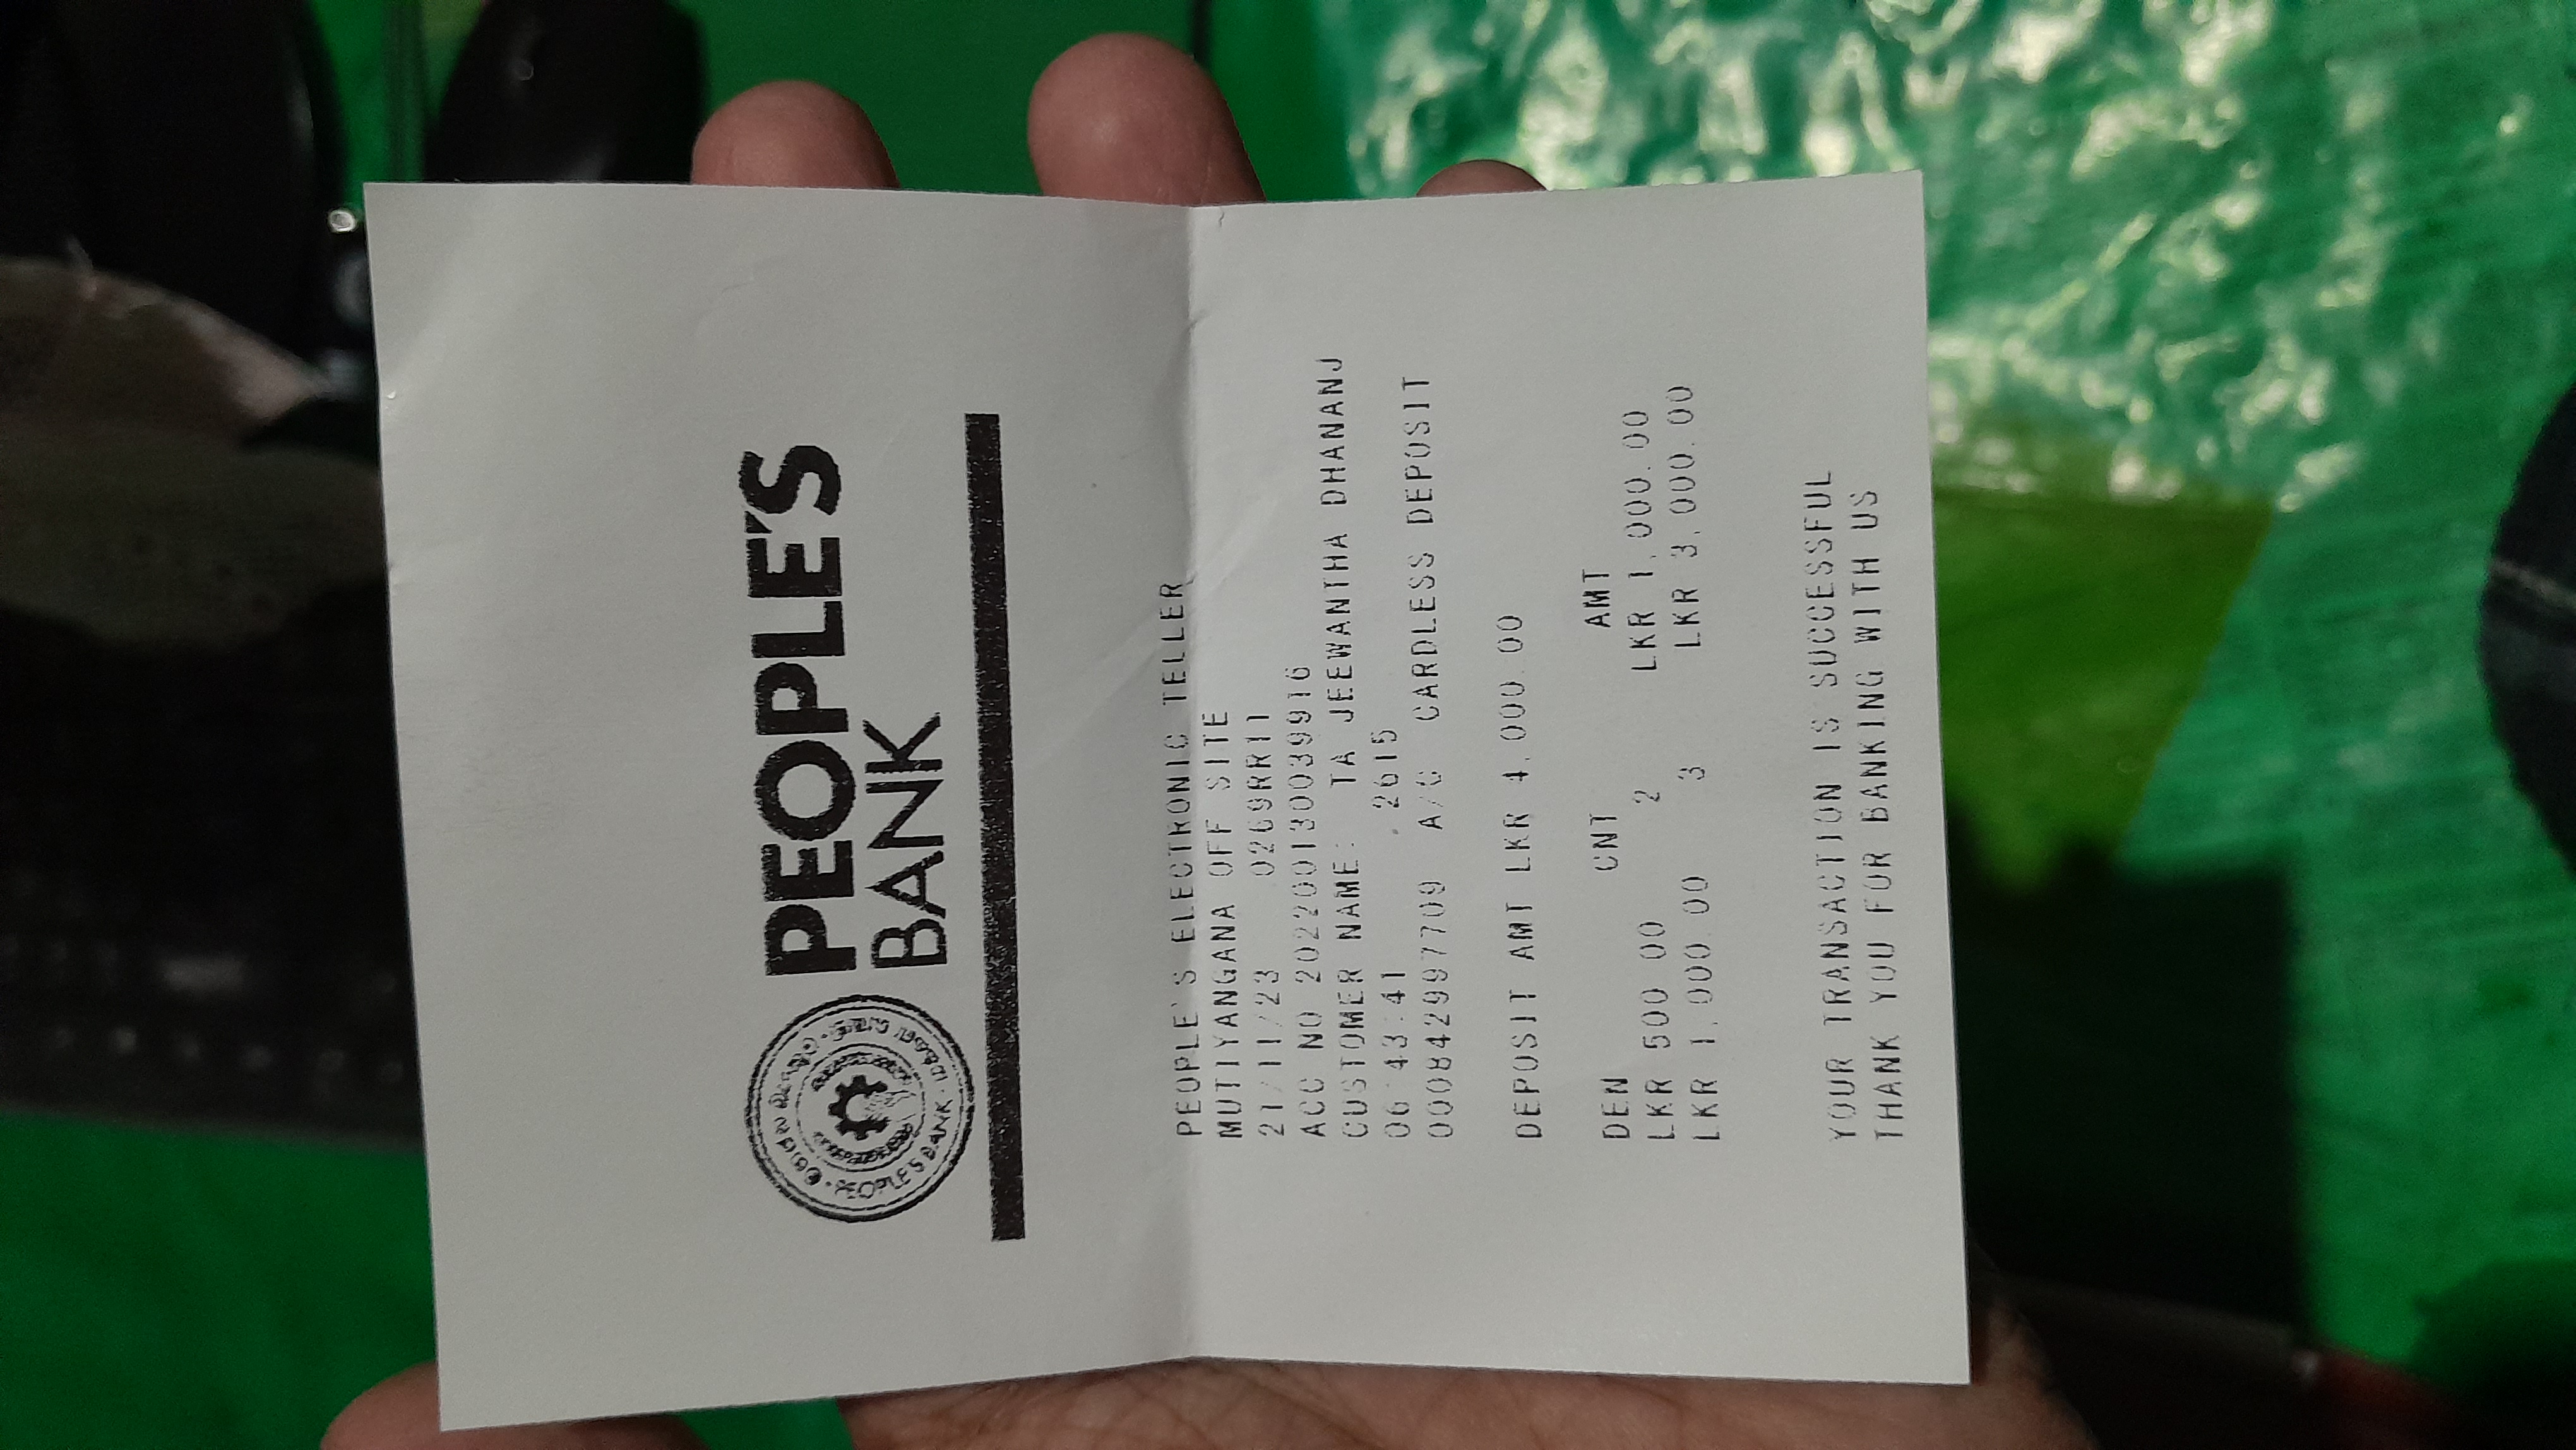 PEOPLE'S
BANK
PEOPLE'S BANK
PEOPLE'S ELECTRONIC TELLER
MUTIYANGANA OFF SITE
21/11/23 0269RR11
ACC NO 202200130039916
CUSTOMER NAME: TA JEEWANTHA DHANANJ
06:43:41 .2615
000842997709 A/C CARDLESS DEPOSIT
DEPOSIT AMT LKR 4,000.00
DEN CNT AMT
LKR 500.00 2 LKR 1,000.00
LKR 1,000.00 3 LKR 3,000.00
YOUR TRANSACTION IS SUCCESSFUL
THANK YOU FOR BANKING WITH US